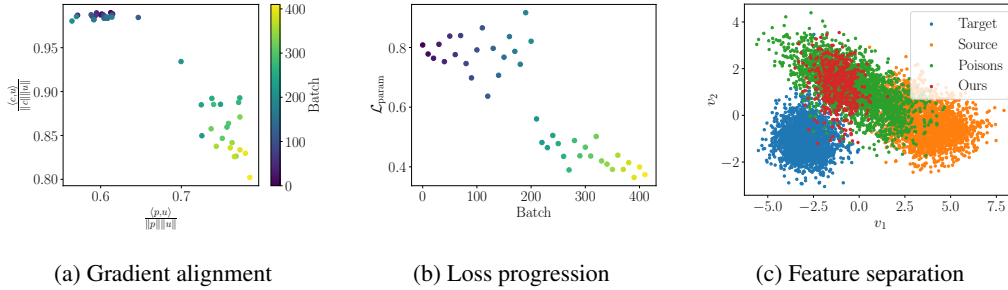 0.95
0.90
0.85
0.80
⟨c,u⟩
‖c‖‖u‖
0.6 0.7
⟨p,u⟩
‖p‖‖u‖
400
300
200
100
0
Batch
0.8
0.6
0.4
ℒparam
0 100 200 300 400
Batch
4
2
0
−2
v2
−5.0 −2.5 0.0 2.5 5.0 7.5
v1
Target
Source
Poisons
Ours
(a) Gradient alignment
(b) Loss progression
(c) Feature separation